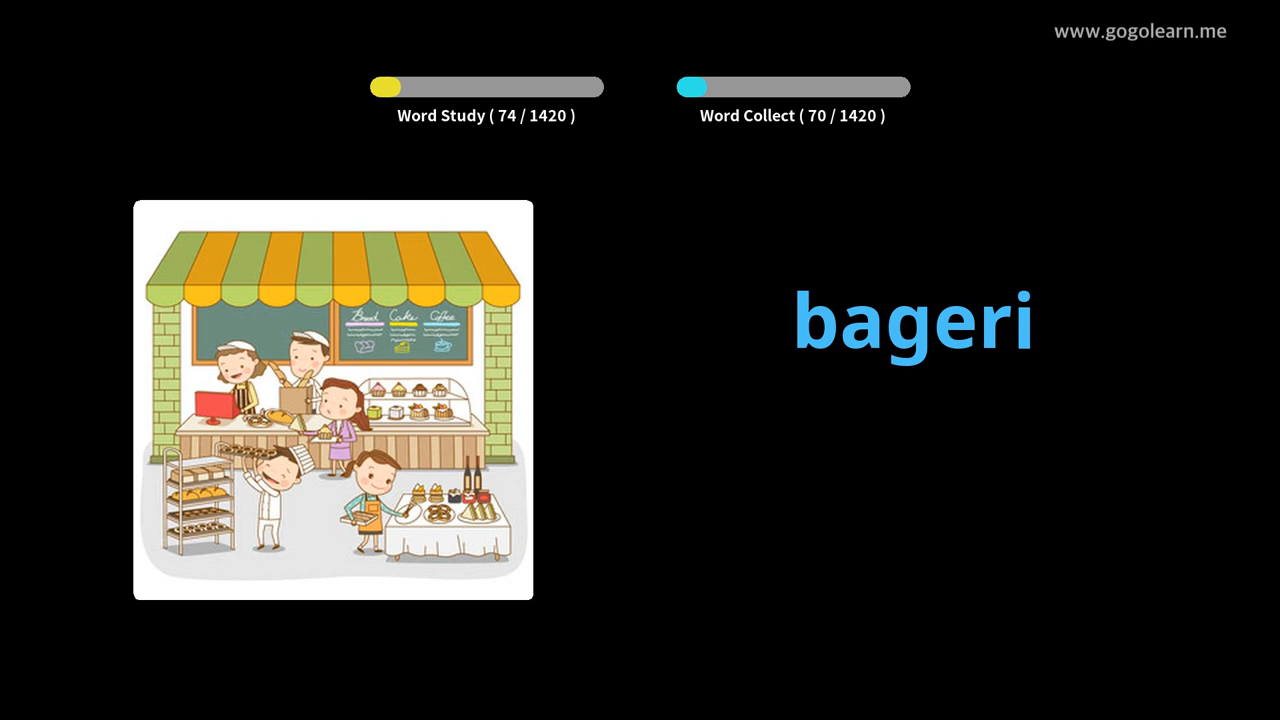 www.gogolearn.me
Word Study ( 74 / 1420 )
Word Collect ( 70 / 1420 )
Bread Cake Coffee
bageri